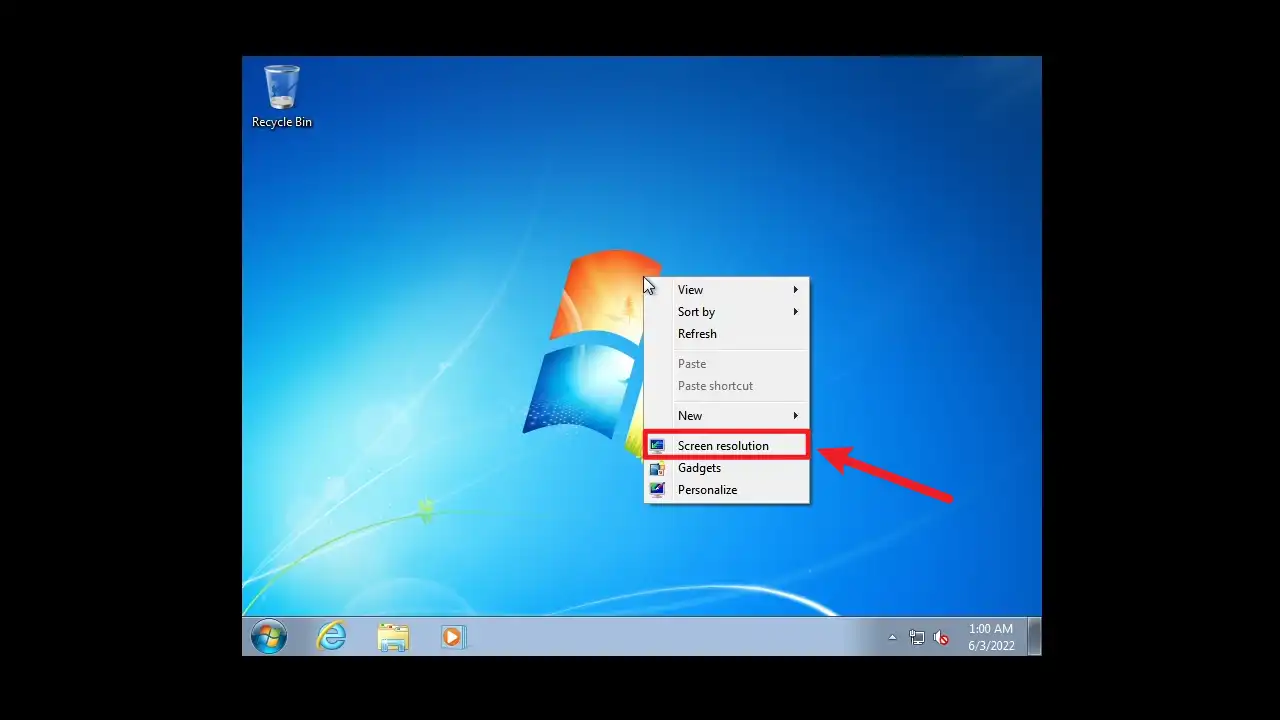 Recycle Bin
View
Sort by
Refresh
Paste
Paste shortcut
New
Screen resolution
Gadgets
Personalize
1:00 AM
6/3/2022